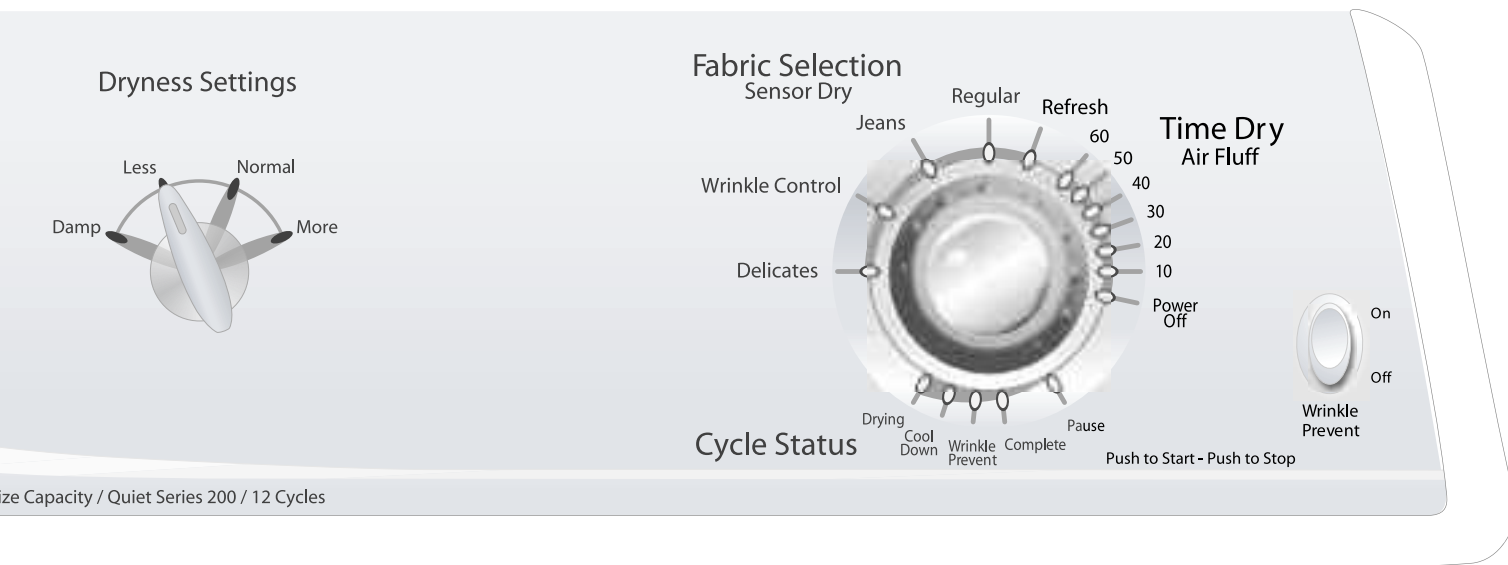 Dryness Settings
Less
Normal
Damp
More
Fabric Selection
Sensor Dry
Regular
Refresh
Jeans
Wrinkle Control
Delicates
Time Dry
Air Fluff
60
50
40
30
20
10
Power
Off
Drying
Cool
Down
Wrinkle
Prevent
Complete
Pause
Cycle Status
Push to Start - Push to Stop
On
Off
Wrinkle
Prevent
ize Capacity / Quiet Series 200 / 12 Cycles